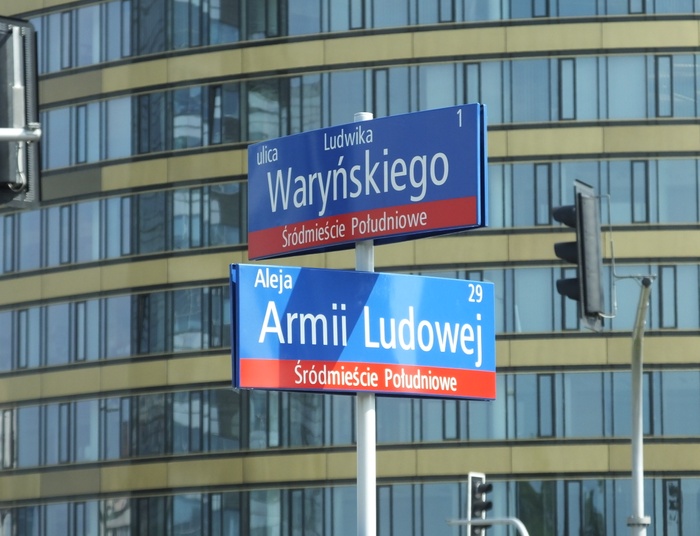 1
ulica Ludwika
Waryńskiego
Śródmieście Południowe
Aleja 29
Armii Ludowej
Śródmieście Południowe